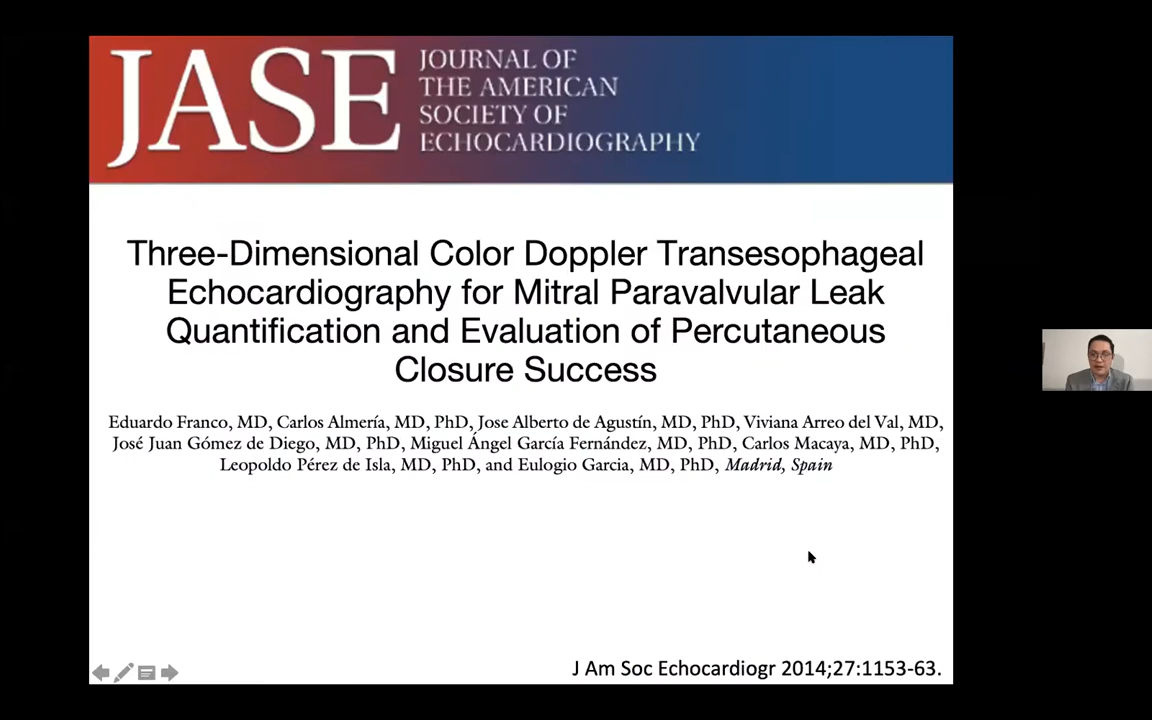 JASE
JOURNAL OF
THE AMERICAN
SOCIETY OF
ECHOCARDIOGRAPHY
Three-Dimensional Color Doppler Transesophageal
Echocardiography for Mitral Paravalvular Leak
Quantification and Evaluation of Percutaneous
Closure Success
Eduardo Franco, MD, Carlos Almería, MD, PhD, Jose Alberto de Agustín, MD, PhD, Viviana Arreo del Val, MD,
José Juan Gómez de Diego, MD, PhD, Miguel Ángel García Fernández, MD, PhD, Carlos Macaya, MD, PhD,
Leopoldo Pérez de Isla, MD, PhD, and Eulogio Garcia, MD, PhD, Madrid, Spain
J Am Soc Echocardiogr 2014;27:1153-63.